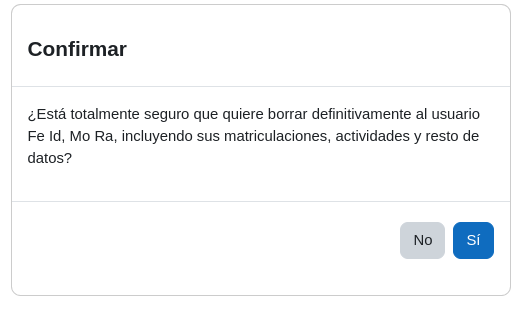 Confirmar
¿Está totalmente seguro que quiere borrar definitivamente al usuario
Fe Id, Mo Ra, incluyendo sus matriculaciones, actividades y resto de
datos?
No
Sí